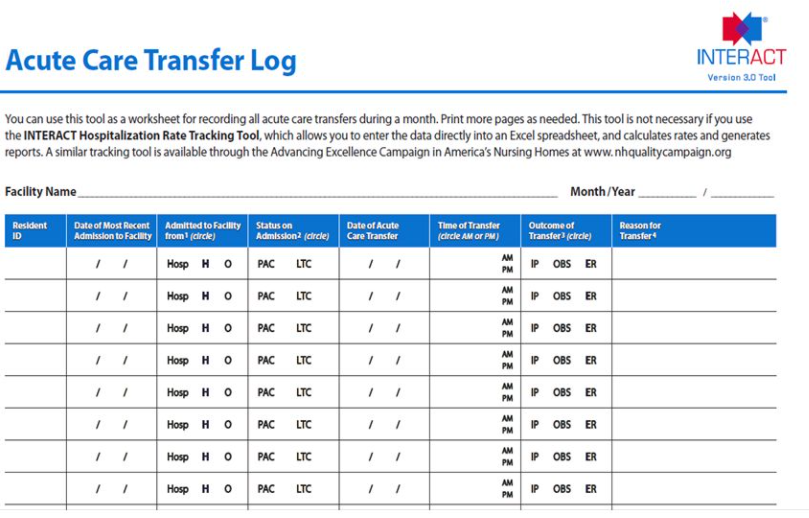 INTERACT
Version 3.0 Tool
Acute Care Transfer Log
You can use this tool as a worksheet for recording all acute care transfers during a month. Print more pages as needed. This tool is not necessary if you use
the INTERACT Hospitalization Rate Tracking Tool, which allows you to enter the data directly into an Excel spreadsheet, and calculates rates and generates
reports. A similar tracking tool is available through the Advancing Excellence Campaign in America's Nursing Homes at www.nhqualitycampaign.org
Facility Name Month/Year /
Resident ID Date of Most Recent Admission to Facility Admitted to Facility from1 (circle) Status on Admission2 (circle) Date of Acute Care Transfer Time of Transfer (circle AM or PM) Outcome of Transfer3 (circle) Reason for Transfer4
/ / Hosp H O PAC LTC / / AM PM IP OBS ER
/ / Hosp H O PAC LTC / / AM PM IP OBS ER
/ / Hosp H O PAC LTC / / AM PM IP OBS ER
/ / Hosp H O PAC LTC / / AM PM IP OBS ER
/ / Hosp H O PAC LTC / / AM PM IP OBS ER
/ / Hosp H O PAC LTC / / AM PM IP OBS ER
/ / Hosp H O PAC LTC / / AM PM IP OBS ER
/ / Hosp H O PAC LTC / / AM PM IP OBS ER